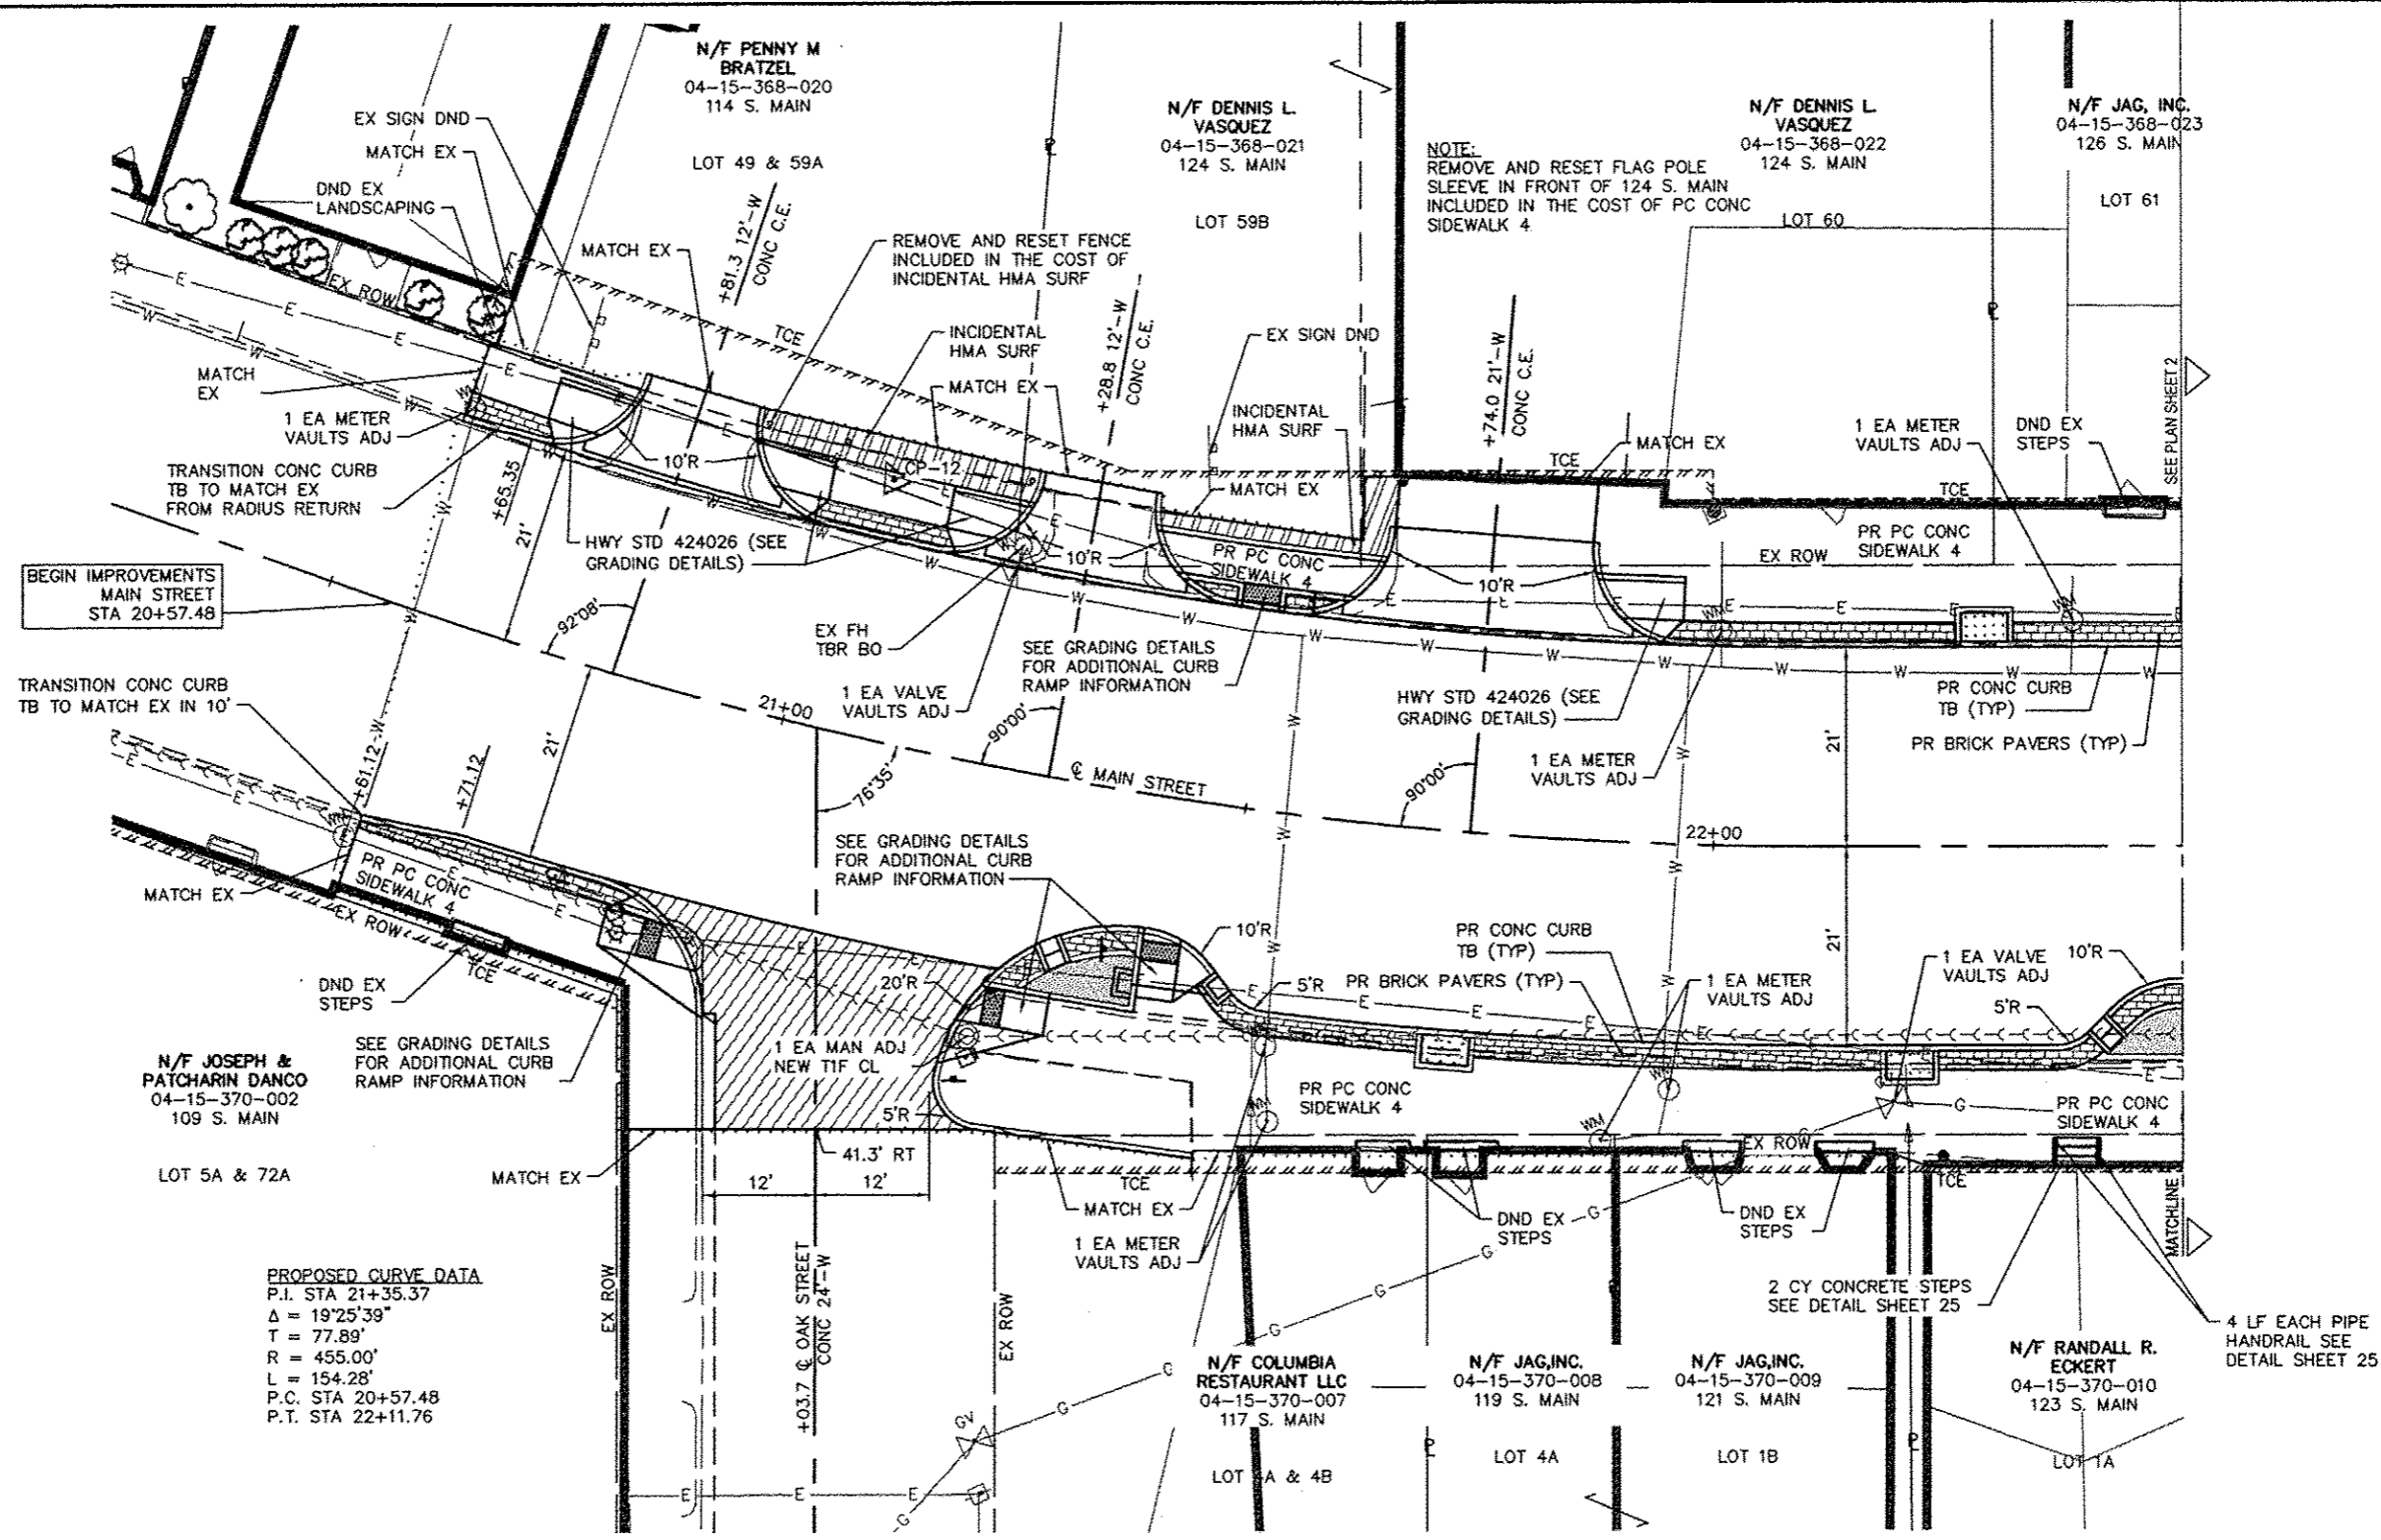 N/F PENNY M
BRATZEL
04-15-368-020
114 S. MAIN
LOT 49 & 59A
EX SIGN DND
MATCH EX
DND EX
LANDSCAPING
MATCH EX
+81.3 12'-W
CONC C.E.
REMOVE AND RESET FENCE
INCLUDED IN THE COST OF
INCIDENTAL HMA SURF
N/F DENNIS L.
VASQUEZ
04-15-368-021
124 S. MAIN
LOT 59B
NOTE:
REMOVE AND RESET FLAG POLE
SLEEVE IN FRONT OF 124 S. MAIN
INCLUDED IN THE COST OF PC CONC
SIDEWALK 4
N/F DENNIS L.
VASQUEZ
04-15-368-022
124 S. MAIN
LOT 60
N/F JAG, INC.
04-15-368-023
126 S. MAIN
LOT 61
EX ROW
TCE
INCIDENTAL
HMA SURF
MATCH EX
+28.8 12'-W
CONC C.E.
EX SIGN DND
INCIDENTAL
HMA SURF
MATCH EX
+74.0 21'-W
CONC C.E.
MATCH EX
TCE
1 EA METER
VAULTS ADJ
DND EX
STEPS
TCE
SEE PLAN SHEET 2
MATCH
EX
1 EA METER
VAULTS ADJ
TRANSITION CONC CURB
TB TO MATCH EX
FROM RADIUS RETURN
+65.35
21'
10'R
CP-12
HWY STD 424026 (SEE
GRADING DETAILS)
10'R
PR PC CONC
SIDEWALK 4
10'R
PR PC CONC
SIDEWALK 4
EX ROW
BEGIN IMPROVEMENTS
MAIN STREET
STA 20+57.48
92°08'
EX FH
TBR BO
1 EA VALVE
VAULTS ADJ
SEE GRADING DETAILS
FOR ADDITIONAL CURB
RAMP INFORMATION
HWY STD 424026 (SEE
GRADING DETAILS)
1 EA METER
VAULTS ADJ
PR CONC CURB
TB (TYP)
PR BRICK PAVERS (TYP)
21'
TRANSITION CONC CURB
TB TO MATCH EX IN 10'
+61.12
+71.12
21'
21+00
76°35'
90°00'
℄ MAIN STREET
90°00'
22+00
MATCH EX
PR PC CONC
SIDEWALK 4
EX ROW
TCE
DND EX
STEPS
SEE GRADING DETAILS
FOR ADDITIONAL CURB
RAMP INFORMATION
SEE GRADING DETAILS
FOR ADDITIONAL CURB
RAMP INFORMATION
20'R
10'R
5'R
PR CONC CURB
TB (TYP)
PR BRICK PAVERS (TYP)
1 EA METER
VAULTS ADJ
21'
1 EA VALVE
VAULTS ADJ
10'R
5'R
1 EA MAN ADJ
NEW T1F CL
5'R
PR PC CONC
SIDEWALK 4
PR PC CONC
SIDEWALK 4
EX ROW
N/F JOSEPH &
PATCHARIN DANCO
04-15-370-002
109 S. MAIN
LOT 5A & 72A
MATCH EX
41.3' RT
12'
12'
TCE
MATCH EX
1 EA METER
VAULTS ADJ
DND EX
STEPS
DND EX
STEPS
TCE
MATCHLINE
PROPOSED CURVE DATA
P.I. STA 21+35.37
Δ = 19°25'39"
T = 77.89'
R = 455.00'
L = 154.28'
P.C. STA 20+57.48
P.T. STA 22+11.76
EX ROW
+03.7 ℄ OAK STREET
CONC 24'-W
EX ROW
GV
2 CY CONCRETE STEPS
SEE DETAIL SHEET 25
4 LF EACH PIPE
HANDRAIL SEE
DETAIL SHEET 25
N/F COLUMBIA
RESTAURANT LLC
04-15-370-007
117 S. MAIN
LOT 4A & 4B
N/F JAG,INC.
04-15-370-008
119 S. MAIN
LOT 4A
N/F JAG,INC.
04-15-370-009
121 S. MAIN
LOT 1B
N/F RANDALL R.
ECKERT
04-15-370-010
123 S. MAIN
LOT 1A